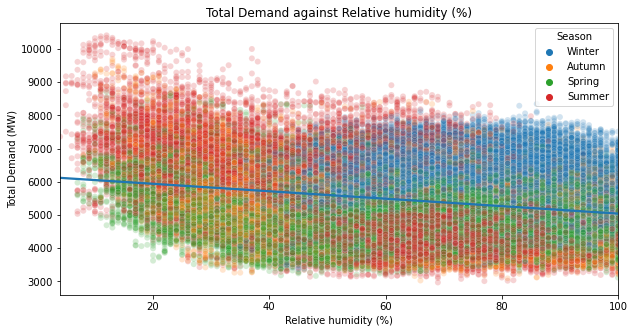 Total Demand against Relative humidity (%)
Season
Winter
Autumn
Spring
Summer
10000
9000
8000
7000
6000
5000
4000
3000
Total Demand (MW)
20 40 60 80 100
Relative humidity (%)